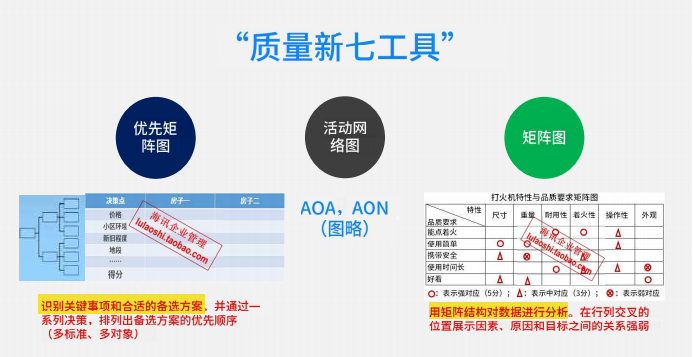 “质量新七工具”
优先矩
阵图
活动网
络图
矩阵图
决策点 房子一 房子二
价格
小区环境
新旧程度
地段
……
得分
海讯企业管理
lulaoshi.taobao.com
识别关键事项和合适的备选方案，并通过一
系列决策，排列出备选方案的优先顺序
（多标准、多对象）
AOA，AON
（图略）
打火机特性与品质要求矩阵图
特性
品质要求
尺寸 重量 耐用性 着火性 操作性 外观
能点着火
使用简单
携带安全
使用时间长
好看
海讯企业管理
lulaoshi.taobao.com
○：表示强对应（5分）； △：表示中对应（3分）； ⊗：表示弱对应
用矩阵结构对数据进行分析。在行列交叉的
位置展示因素、原因和目标之间的关系强弱